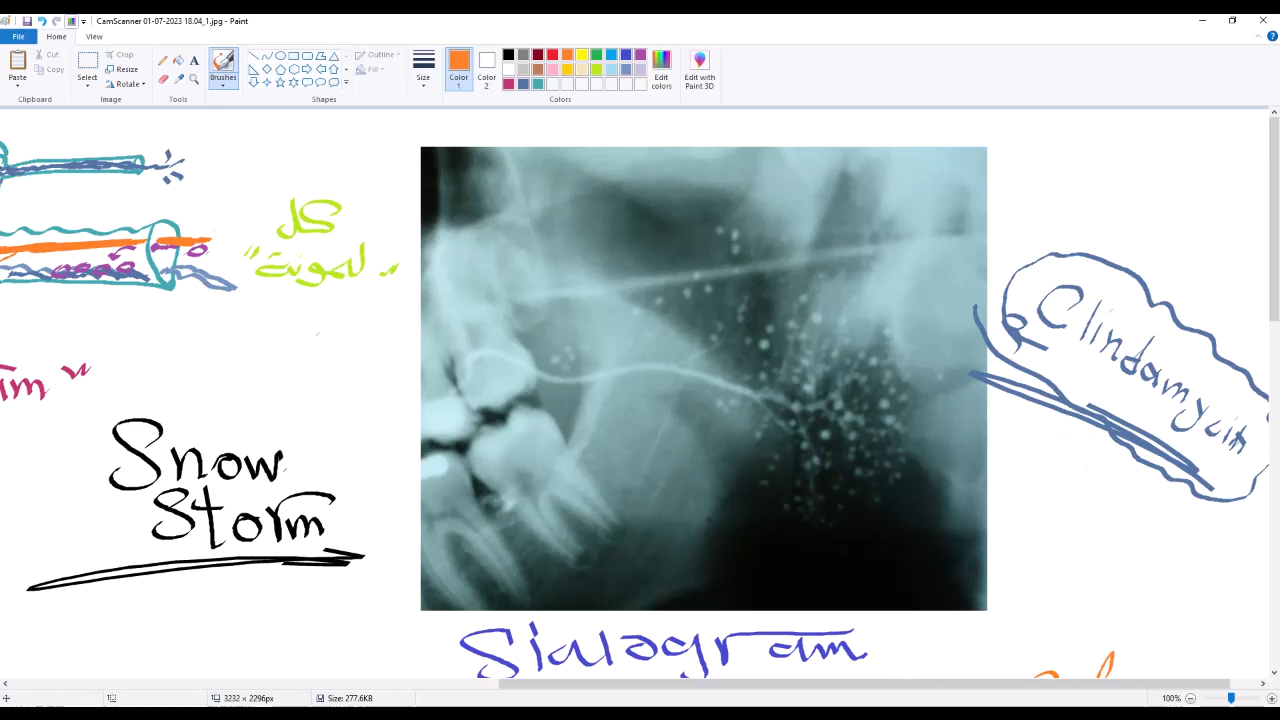 CamScanner 01-07-2023 18.04_1.jpg - Paint
File
Home
View
Paste
Cut
Copy
Clipboard
Select
Crop
Resize
Rotate
Image
Tools
Brushes
Shapes
Outline
Fill
Size
Color
1
Color
2
Edit
colors
Edit with
Paint 3D
Colors
كل
Clindamycin
Snow
Storm
Sialogram
3232 × 2296px
Size: 277.6KB
100%